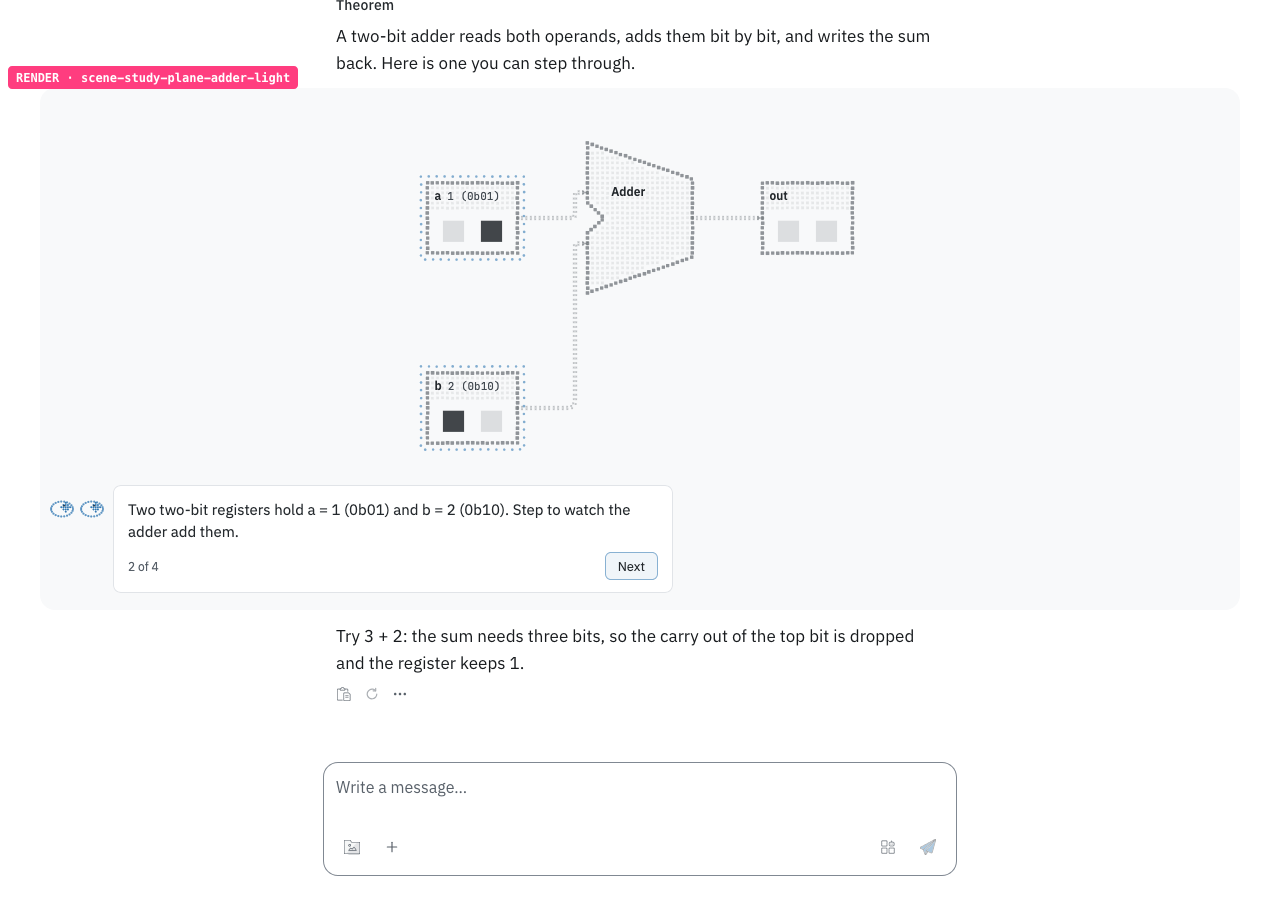 Theorem
A two-bit adder reads both operands, adds them bit by bit, and writes the sum
back. Here is one you can step through.
RENDER · scene-study-plane-adder-light
Adder
a 1 (0b01)
out
b 2 (0b10)
Two two-bit registers hold a = 1 (0b01) and b = 2 (0b10). Step to watch the
adder add them.
2 of 4
Next
Try 3 + 2: the sum needs three bits, so the carry out of the top bit is dropped
and the register keeps 1.
Write a message...